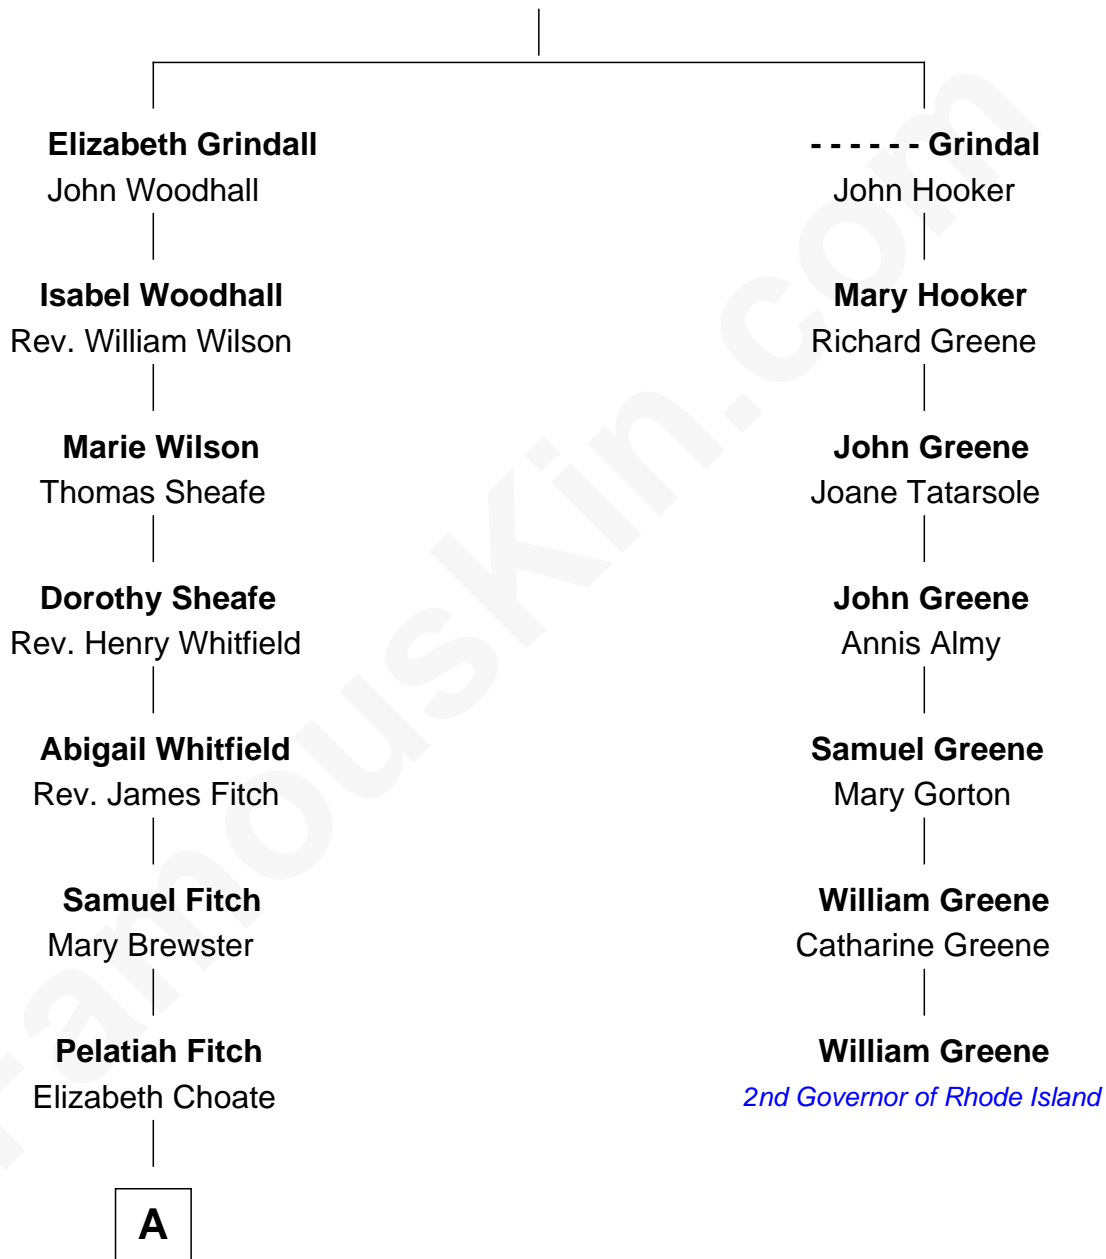 Elizabeth Grindall
John Woodhall
Isabel Woodhall
Rev. William Wilson
Marie Wilson
Thomas Sheafe
Dorothy Sheafe
Rev. Henry Whitfield
Abigail Whitfield
Rev. James Fitch
Samuel Fitch
Mary Brewster
Pelatiah Fitch
Elizabeth Choate
A
- - - - - - Grindal
John Hooker
Mary Hooker
Richard Greene
John Greene
Joane Tatarsole
John Greene
Annis Almy
Samuel Greene
Mary Gorton
William Greene
Catharine Greene
William Greene
2nd Governor of Rhode Island
FamousKin.com